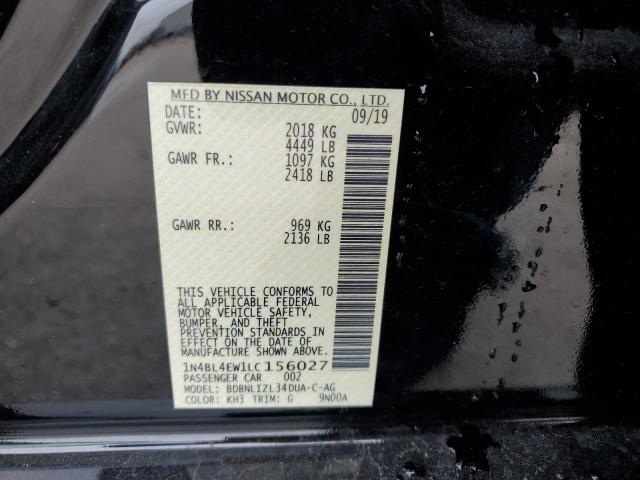 MFD BY NISSAN MOTOR CO., LTD.
DATE: 09/19
GVWR: 2018 KG
4449 LB
GAWR FR.: 1097 KG
2418 LB
GAWR RR.: 969 KG
2136 LB
THIS VEHICLE CONFORMS TO
ALL APPLICABLE FEDERAL
MOTOR VEHICLE SAFETY,
BUMPER, AND THEFT
PREVENTION STANDARDS IN
EFFECT ON THE DATE OF
MANUFACTURE SHOWN ABOVE.
1N4BL4EW1LC156027
PASSENGER CAR 002
MODEL: BDBNLIZL34DUA-C-AG
COLOR: KH3 TRIM: G 9N00A